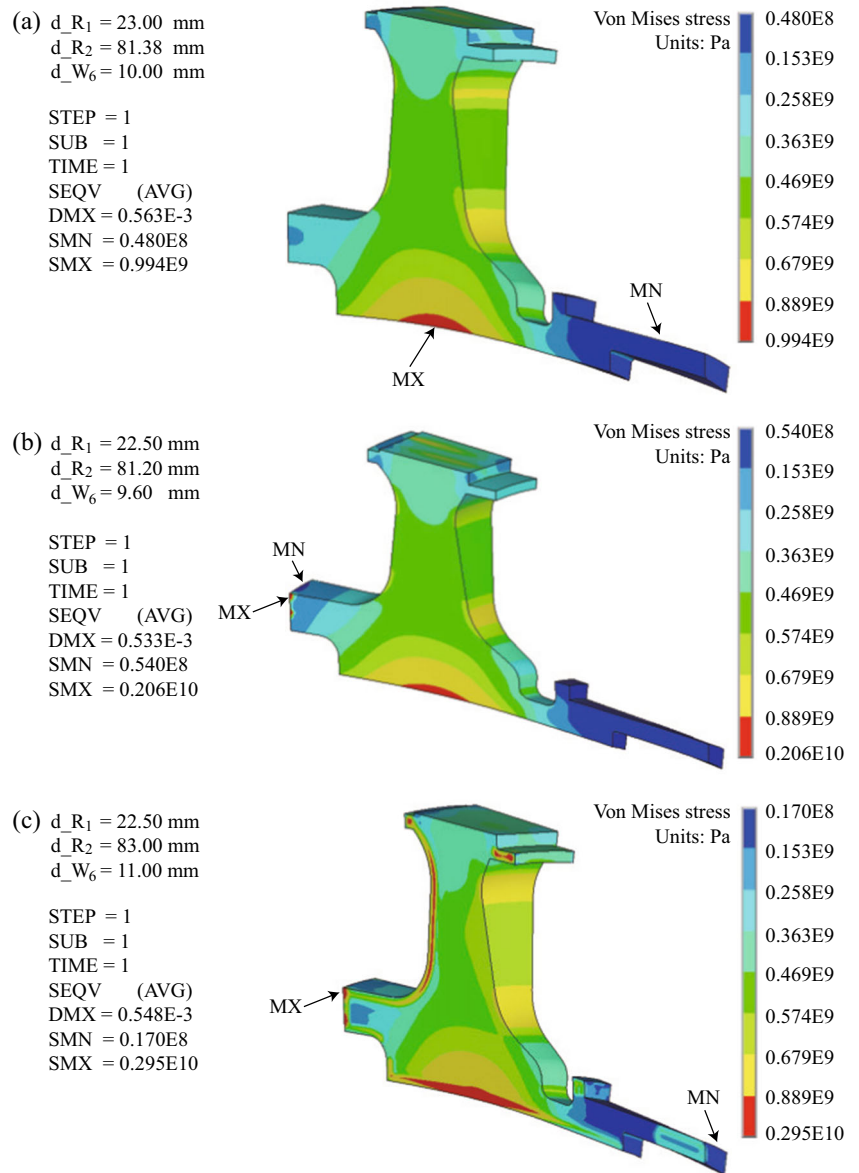 (a) d_R₁ = 23.00 mm
d_R₂ = 81.38 mm
d_W₆ = 10.00 mm
STEP = 1
SUB = 1
TIME = 1
SEQV (AVG)
DMX = 0.563E-3
SMN = 0.480E8
SMX = 0.994E9
MX
MN
Von Mises stress
Units: Pa
0.480E8
0.153E9
0.258E9
0.363E9
0.469E9
0.574E9
0.679E9
0.889E9
0.994E9
(b) d_R₁ = 22.50 mm
d_R₂ = 81.20 mm
d_W₆ = 9.60 mm
STEP = 1
SUB = 1
TIME = 1
SEQV (AVG)
DMX = 0.533E-3
SMN = 0.540E8
SMX = 0.206E10
MN
MX
Von Mises stress
Units: Pa
0.540E8
0.153E9
0.258E9
0.363E9
0.469E9
0.574E9
0.679E9
0.889E9
0.206E10
(c) d_R₁ = 22.50 mm
d_R₂ = 83.00 mm
d_W₆ = 11.00 mm
STEP = 1
SUB = 1
TIME = 1
SEQV (AVG)
DMX = 0.548E-3
SMN = 0.170E8
SMX = 0.295E10
MX
MN
Von Mises stress
Units: Pa
0.170E8
0.153E9
0.258E9
0.363E9
0.469E9
0.574E9
0.679E9
0.889E9
0.295E10